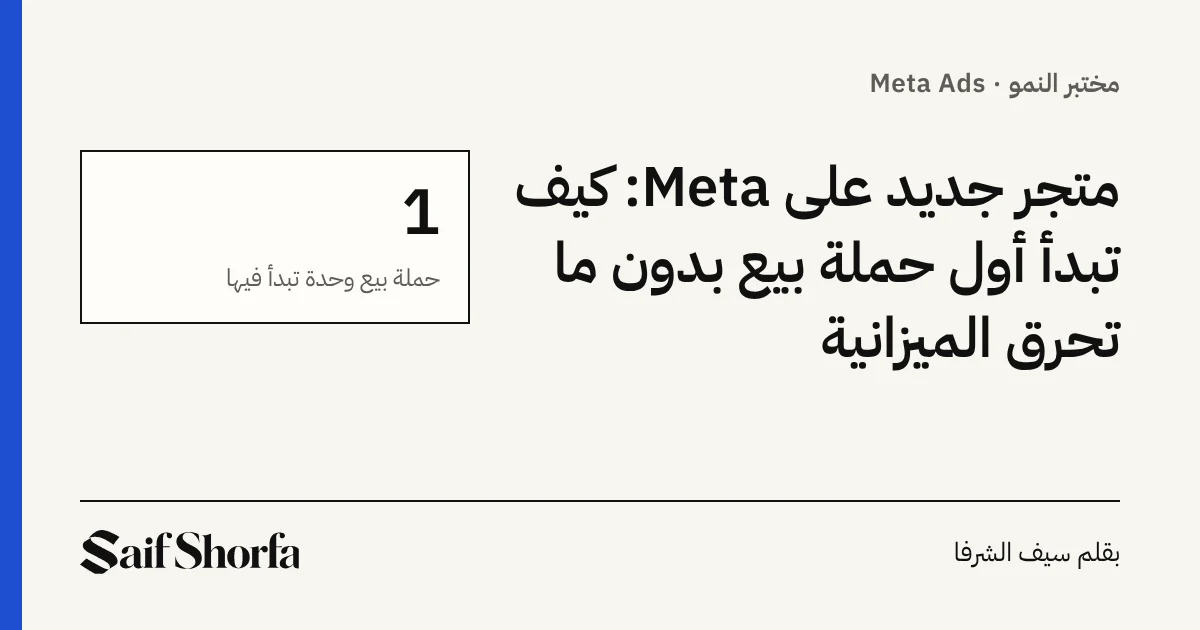 مختبر النمو · Meta Ads
متجر جديد على Meta: كيف
تبدأ أول حملة بيع بدون ما
تحرق الميزانية
1
حملة بيع وحدة تبدأ فيها
بقلم سيف الشرفا
Saif Shorfa